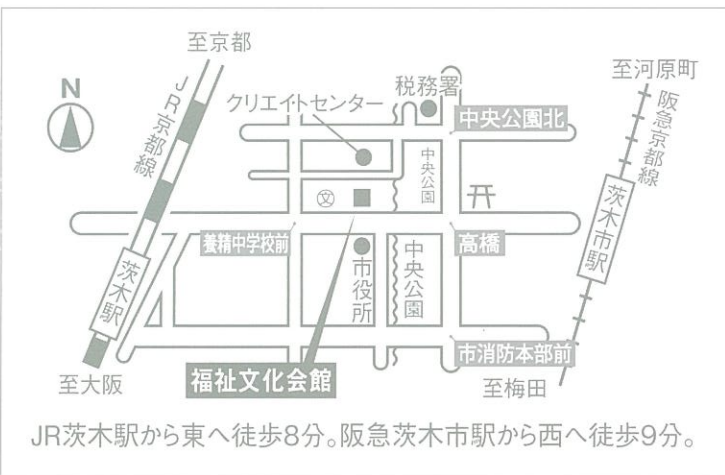 至京都
至河原町
N
JR京都線
クリエイトセンター
税務署
中央公園北
阪急京都線
中央公園
文
茨木市駅
養精中学校前
高橋
茨木駅
市役所
中央公園
市消防本部前
福祉文化会館
至大阪
至梅田
JR茨木駅から東へ徒歩8分。阪急茨木市駅から西へ徒歩9分。